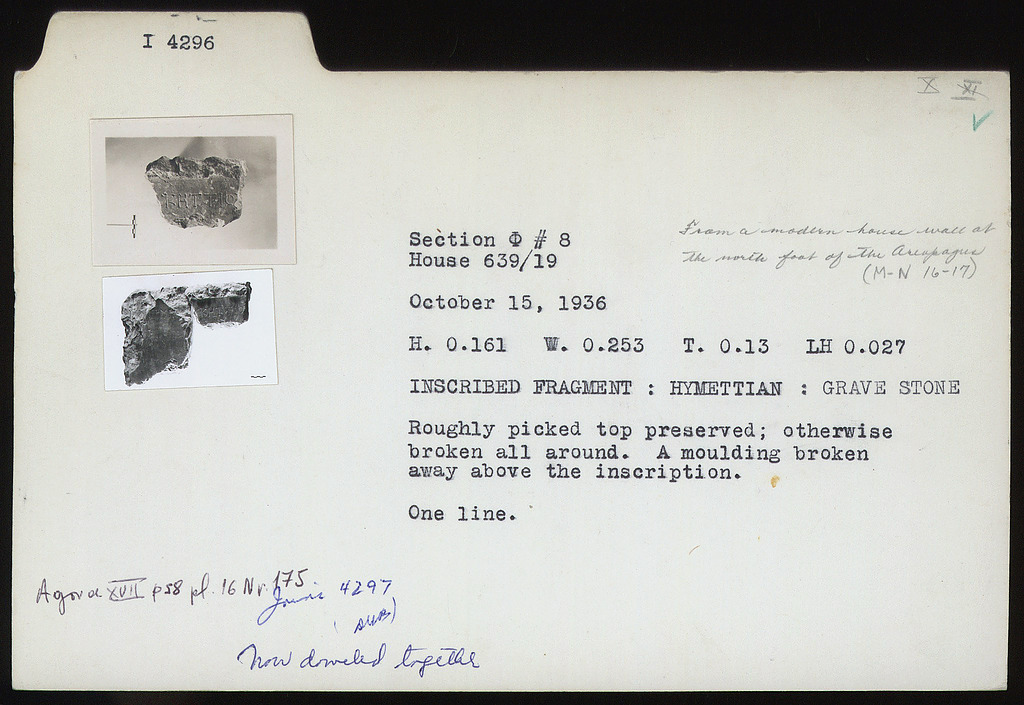 I 4296
X XI
✓
Section Φ # 8
House 639/19
From a modern house wall at
the north foot of the Areopagus
(M-N 16-17)
October 15, 1936
H. 0.161 W. 0.253 T. 0.13 LH 0.027
INSCRIBED FRAGMENT : HYMETTIAN : GRAVE STONE
Roughly picked top preserved; otherwise
broken all around. A moulding broken
away above the inscription.
One line.
Agora XVII p58 pl. 16 Nr. 175
Joins 4297
Now doweled together